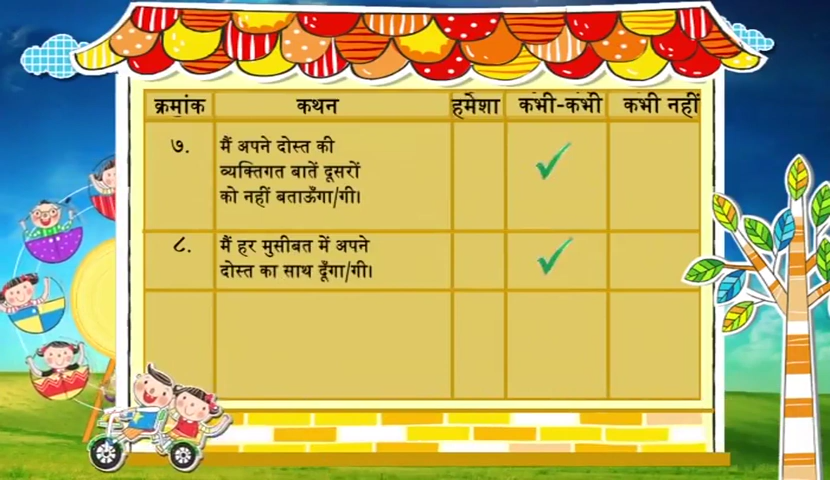 क्रमांक कथन हमेशा कभी-कभी कभी नहीं
७. मैं अपने दोस्त की
व्यक्तिगत बातें दूसरों
को नहीं बताऊँगा/गी।
८. मैं हर मुसीबत में अपने
दोस्त का साथ दूँगा/गी।